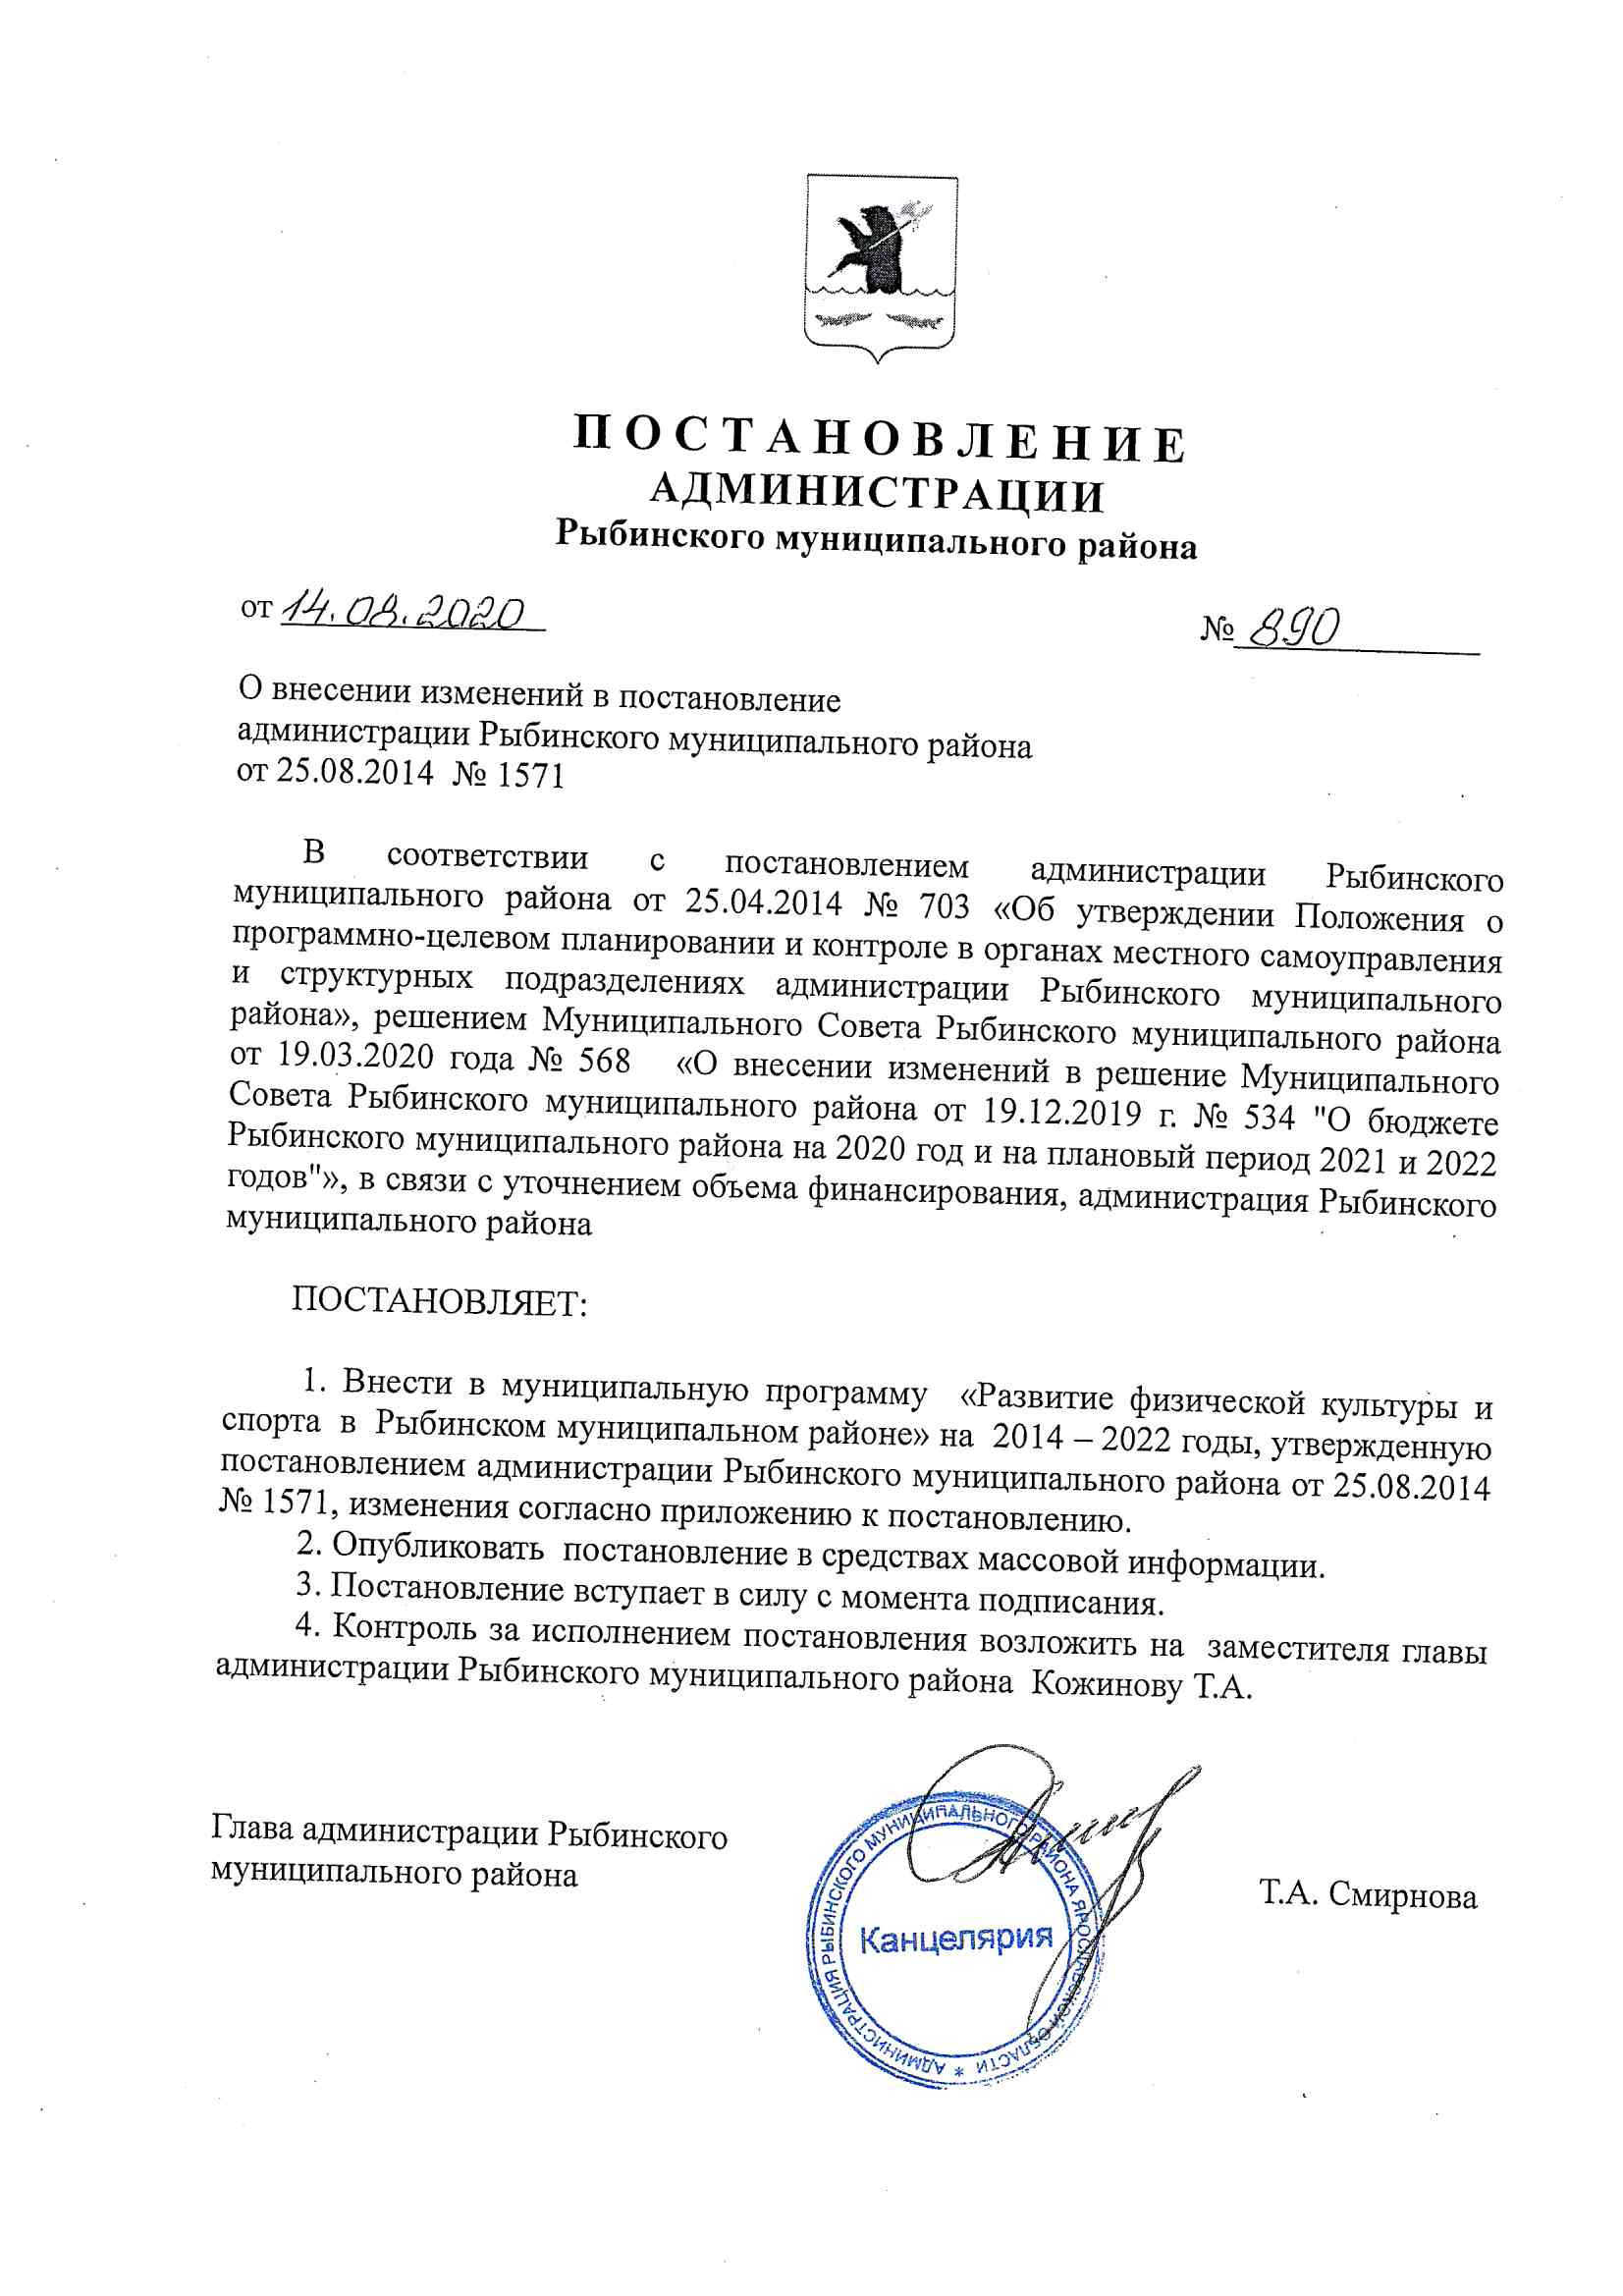 ПОСТАНОВЛЕНИЕ
АДМИНИСТРАЦИИ
Рыбинского муниципального района
от 14.08.2020
№ 890
О внесении изменений в постановление
администрации Рыбинского муниципального района
от 25.08.2014 № 1571
В соответствии с постановлением администрации Рыбинского
муниципального района от 25.04.2014 № 703 «Об утверждении Положения о
программно-целевом планировании и контроле в органах местного самоуправления
и структурных подразделениях администрации Рыбинского муниципального
района», решением Муниципального Совета Рыбинского муниципального района
от 19.03.2020 года № 568 «О внесении изменений в решение Муниципального
Совета Рыбинского муниципального района от 19.12.2019 г. № 534 "О бюджете
Рыбинского муниципального района на 2020 год и на плановый период 2021 и 2022
годов"», в связи с уточнением объема финансирования, администрация Рыбинского
муниципального района
ПОСТАНОВЛЯЕТ:
1. Внести в муниципальную программу «Развитие физической культуры и
спорта в Рыбинском муниципальном районе» на 2014 – 2022 годы, утвержденную
постановлением администрации Рыбинского муниципального района от 25.08.2014
№ 1571, изменения согласно приложению к постановлению.
2. Опубликовать постановление в средствах массовой информации.
3. Постановление вступает в силу с момента подписания.
4. Контроль за исполнением постановления возложить на заместителя главы
администрации Рыбинского муниципального района Кожинову Т.А.
Глава администрации Рыбинского
муниципального района
Т.А. Смирнова
АДМИНИСТРАЦИЯ РЫБИНСКОГО МУНИЦИПАЛЬНОГО РАЙОНА ЯРОСЛАВСКОЙ ОБЛАСТИ *
Канцелярия